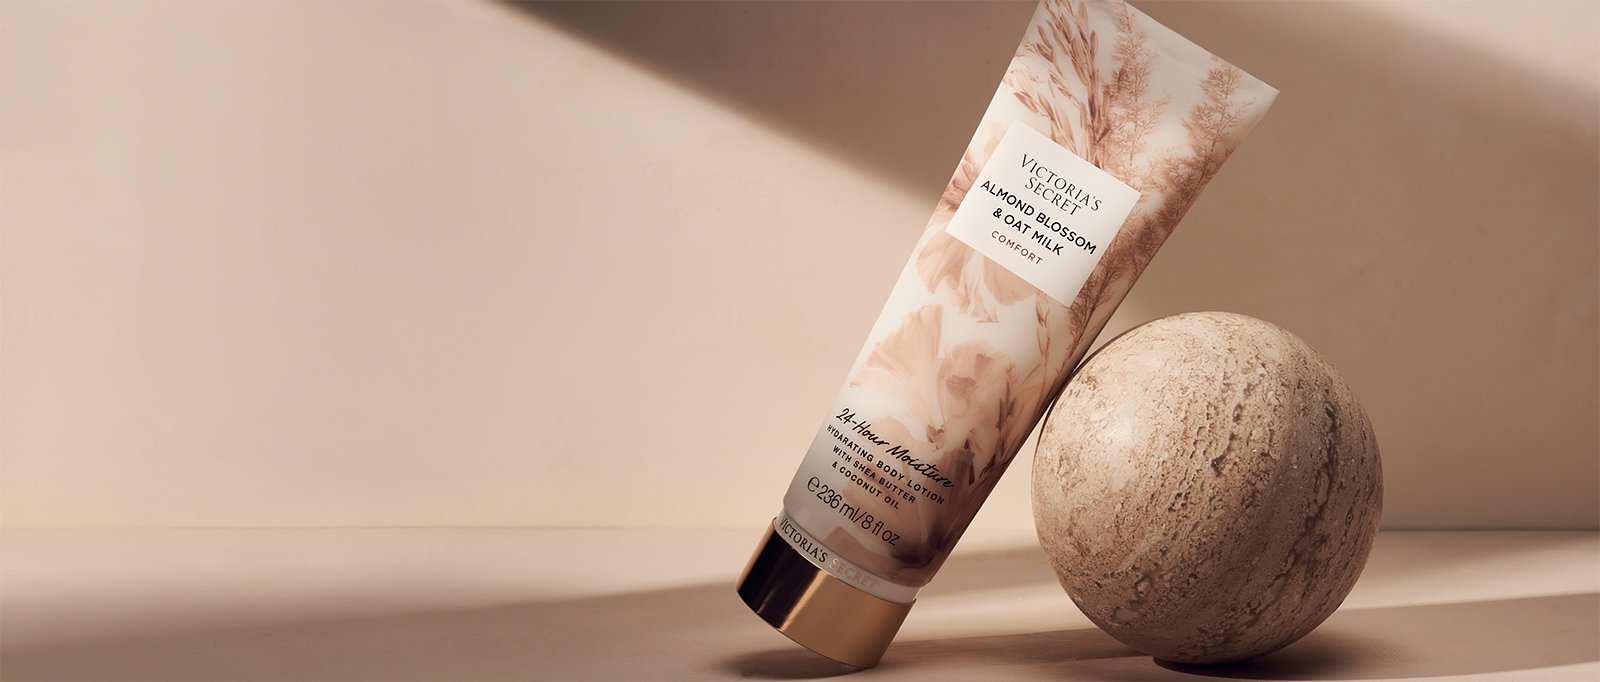 VICTORIA'S
SECRET
ALMOND BLOSSOM
& OAT MILK
COMFORT
24-Hour Moisture
HYDARATING BODY LOTION
WITH SHEA BUTTER
& COCONUT OIL
℮236 ml/8 fl oz
VICTORIA'S SECRET